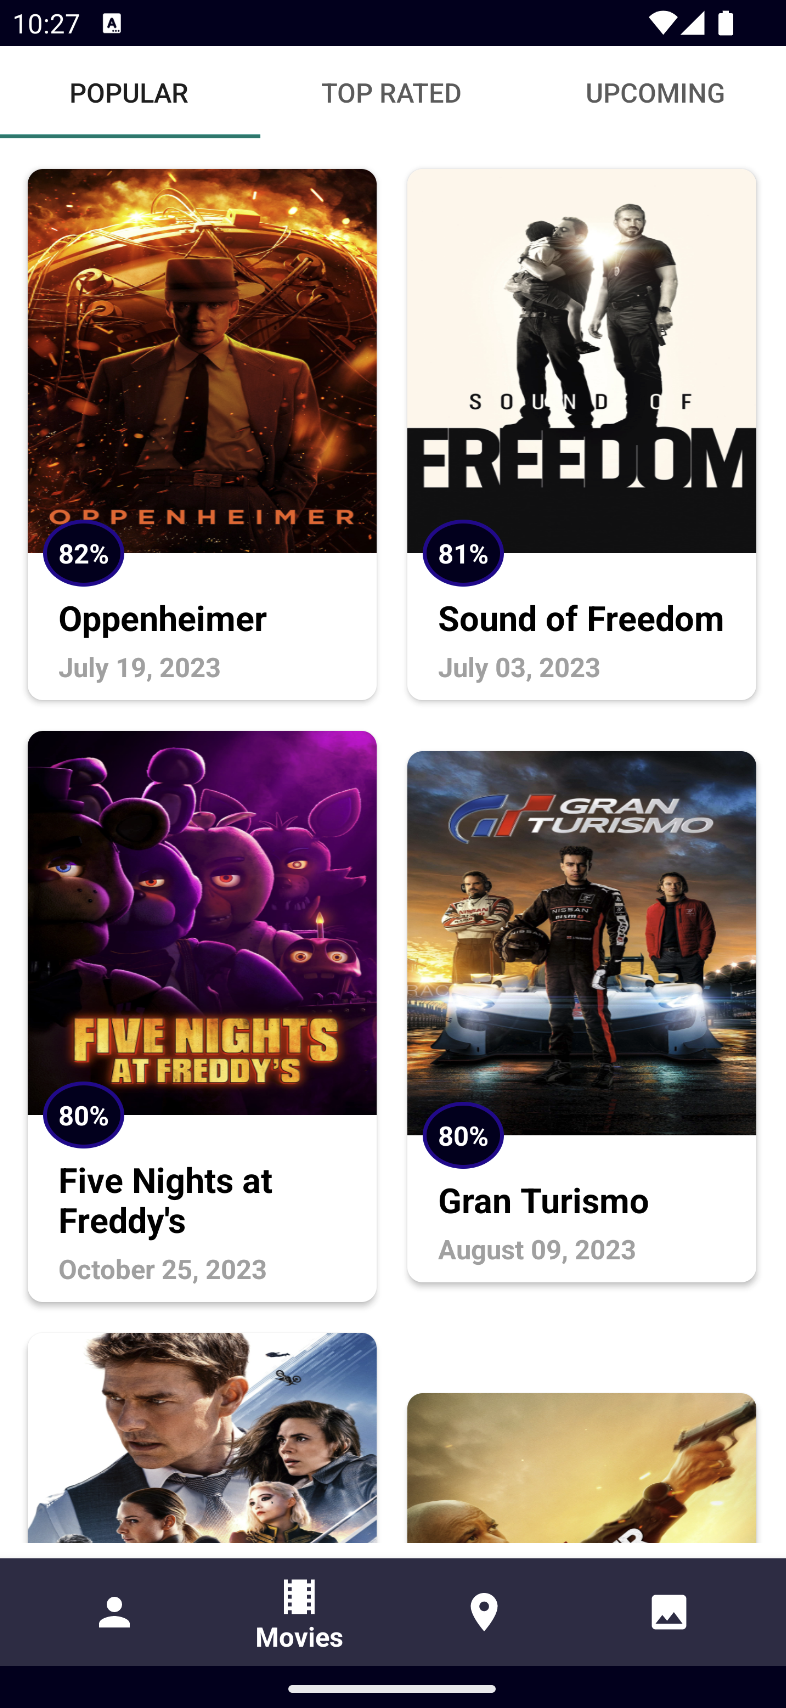 10:27
A
POPULAR
TOP RATED
UPCOMING
OPPENHEIMER
82%
Oppenheimer
July 19, 2023
SOUND OF
FREEDOM
81%
Sound of Freedom
July 03, 2023
FIVE NIGHTS
AT FREDDY'S
80%
Five Nights at
Freddy's
October 25, 2023
GRAN
TURISMO
NISSAN
80%
Gran Turismo
August 09, 2023
Movies